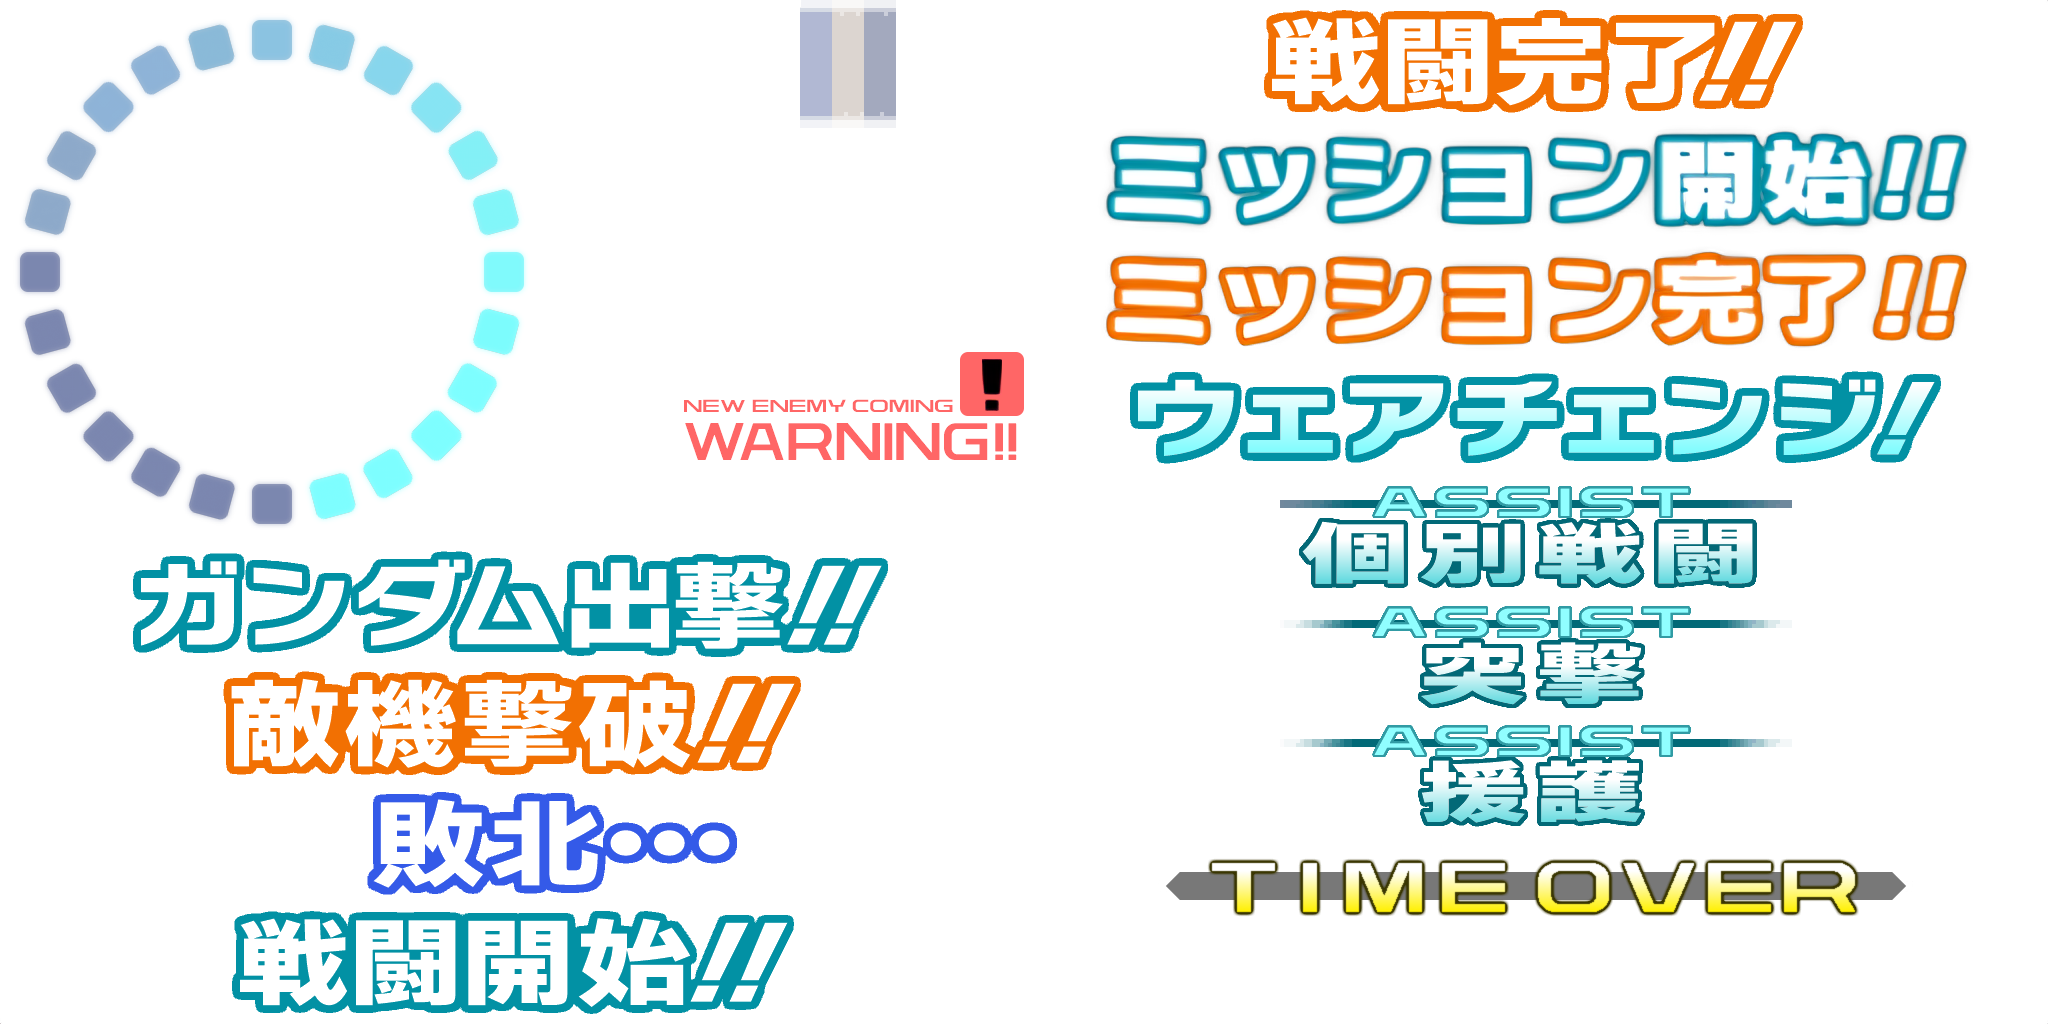 !
NEW ENEMY COMING
WARNING!!
ガンダム出撃!!
敵機撃破!!
敗北…
戦闘開始!!
戦闘完了!!
ミッション開始!!
ミッション完了!!
ウェアチェンジ!
ASSIST
個別戦闘
ASSIST
突撃
ASSIST
援護
TIME OVER